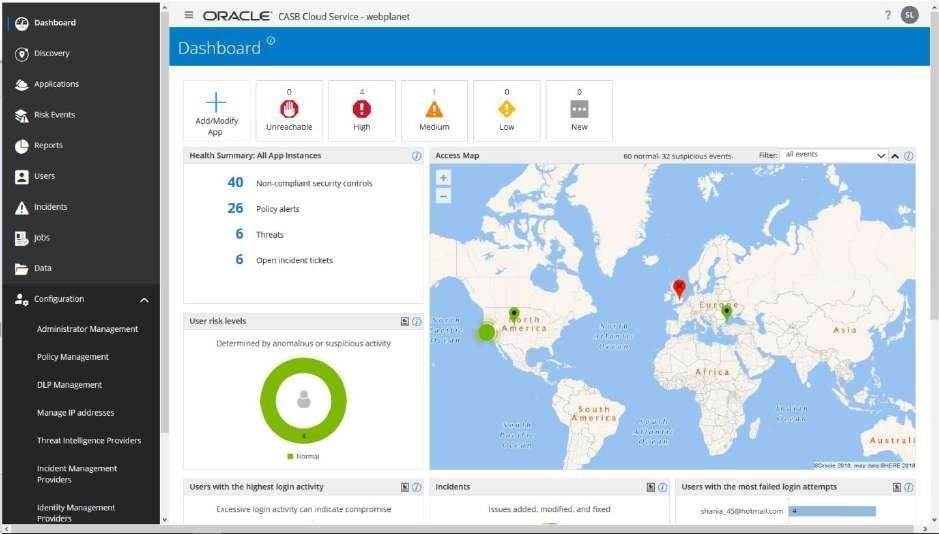 Dashboard
Discovery
Applications
Risk Events
Reports
Users
Incidents
Jobs
Data
Configuration
Administrator Management
Policy Management
DLP Management
Manage IP addresses
Threat Intelligence Providers
Incident Management
Providers
Identity Management
Providers
ORACLE CASB Cloud Service - webplanet
? SL
Dashboard
Add/Modify
App
0
Unreachable
4
High
1
Medium
0
Low
0
New
Health Summary: All App Instances
40 Non-compliant security controls
26 Policy alerts
6 Threats
6 Open incident tickets
Access Map
60 normal, 32 suspicious events.
Filter: all events
+
−
North
Pacific
Ocean
North
America
North
Atlantic
Ocean
Europe
Asia
Africa
South
America
South
Pacific
Ocean
South
Atlantic
Ocean
Indian
Ocean
Australi
©Oracle 2018, map data ©HERE 2018
User risk levels
Determined by anomalous or suspicious activity
Normal
Users with the highest login activity
Excessive login activity can indicate compromise
Incidents
Issues added, modified, and fixed
Users with the most failed login attempts
shania_45@hotmail.com 4